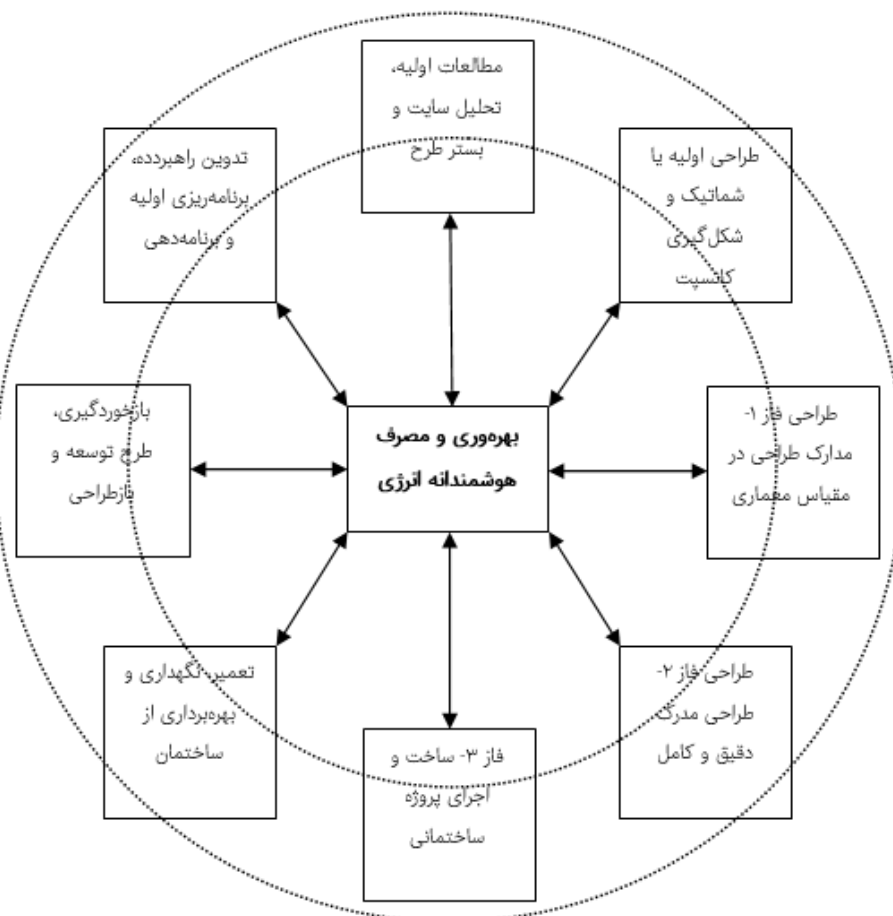 مطالعات اولیه،
تحلیل سایت و
بستر طرح
طراحی اولیه یا
شماتیک و
شکل‌گیری
کانسپت
تدوین راهبردده،
برنامه‌ریزی اولیه
و برنامه‌دهی
بازخوردگیری،
طرح توسعه و
بازطراحی
بهره‌وری و مصرف
هوشمندانه انرژی
طراحی فاز ۱-
مدارک طراحی در
مقیاس معماری
تعمیر، نگهداری و
بهره‌برداری از
ساختمان
فاز ۳- ساخت و
اجرای پروژه
ساختمانی
طراحی فاز ۲-
طراحی مدرک
دقیق و کامل